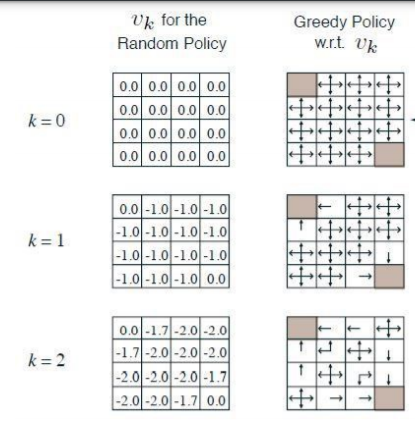 vk for the
Random Policy
Greedy Policy
w.r.t. vk
k = 0
0.0 0.0 0.0 0.0
0.0 0.0 0.0 0.0
0.0 0.0 0.0 0.0
0.0 0.0 0.0 0.0
k = 1
0.0 -1.0 -1.0 -1.0
-1.0 -1.0 -1.0 -1.0
-1.0 -1.0 -1.0 -1.0
-1.0 -1.0 -1.0 0.0
k = 2
0.0 -1.7 -2.0 -2.0
-1.7 -2.0 -2.0 -2.0
-2.0 -2.0 -2.0 -1.7
-2.0 -2.0 -1.7 0.0